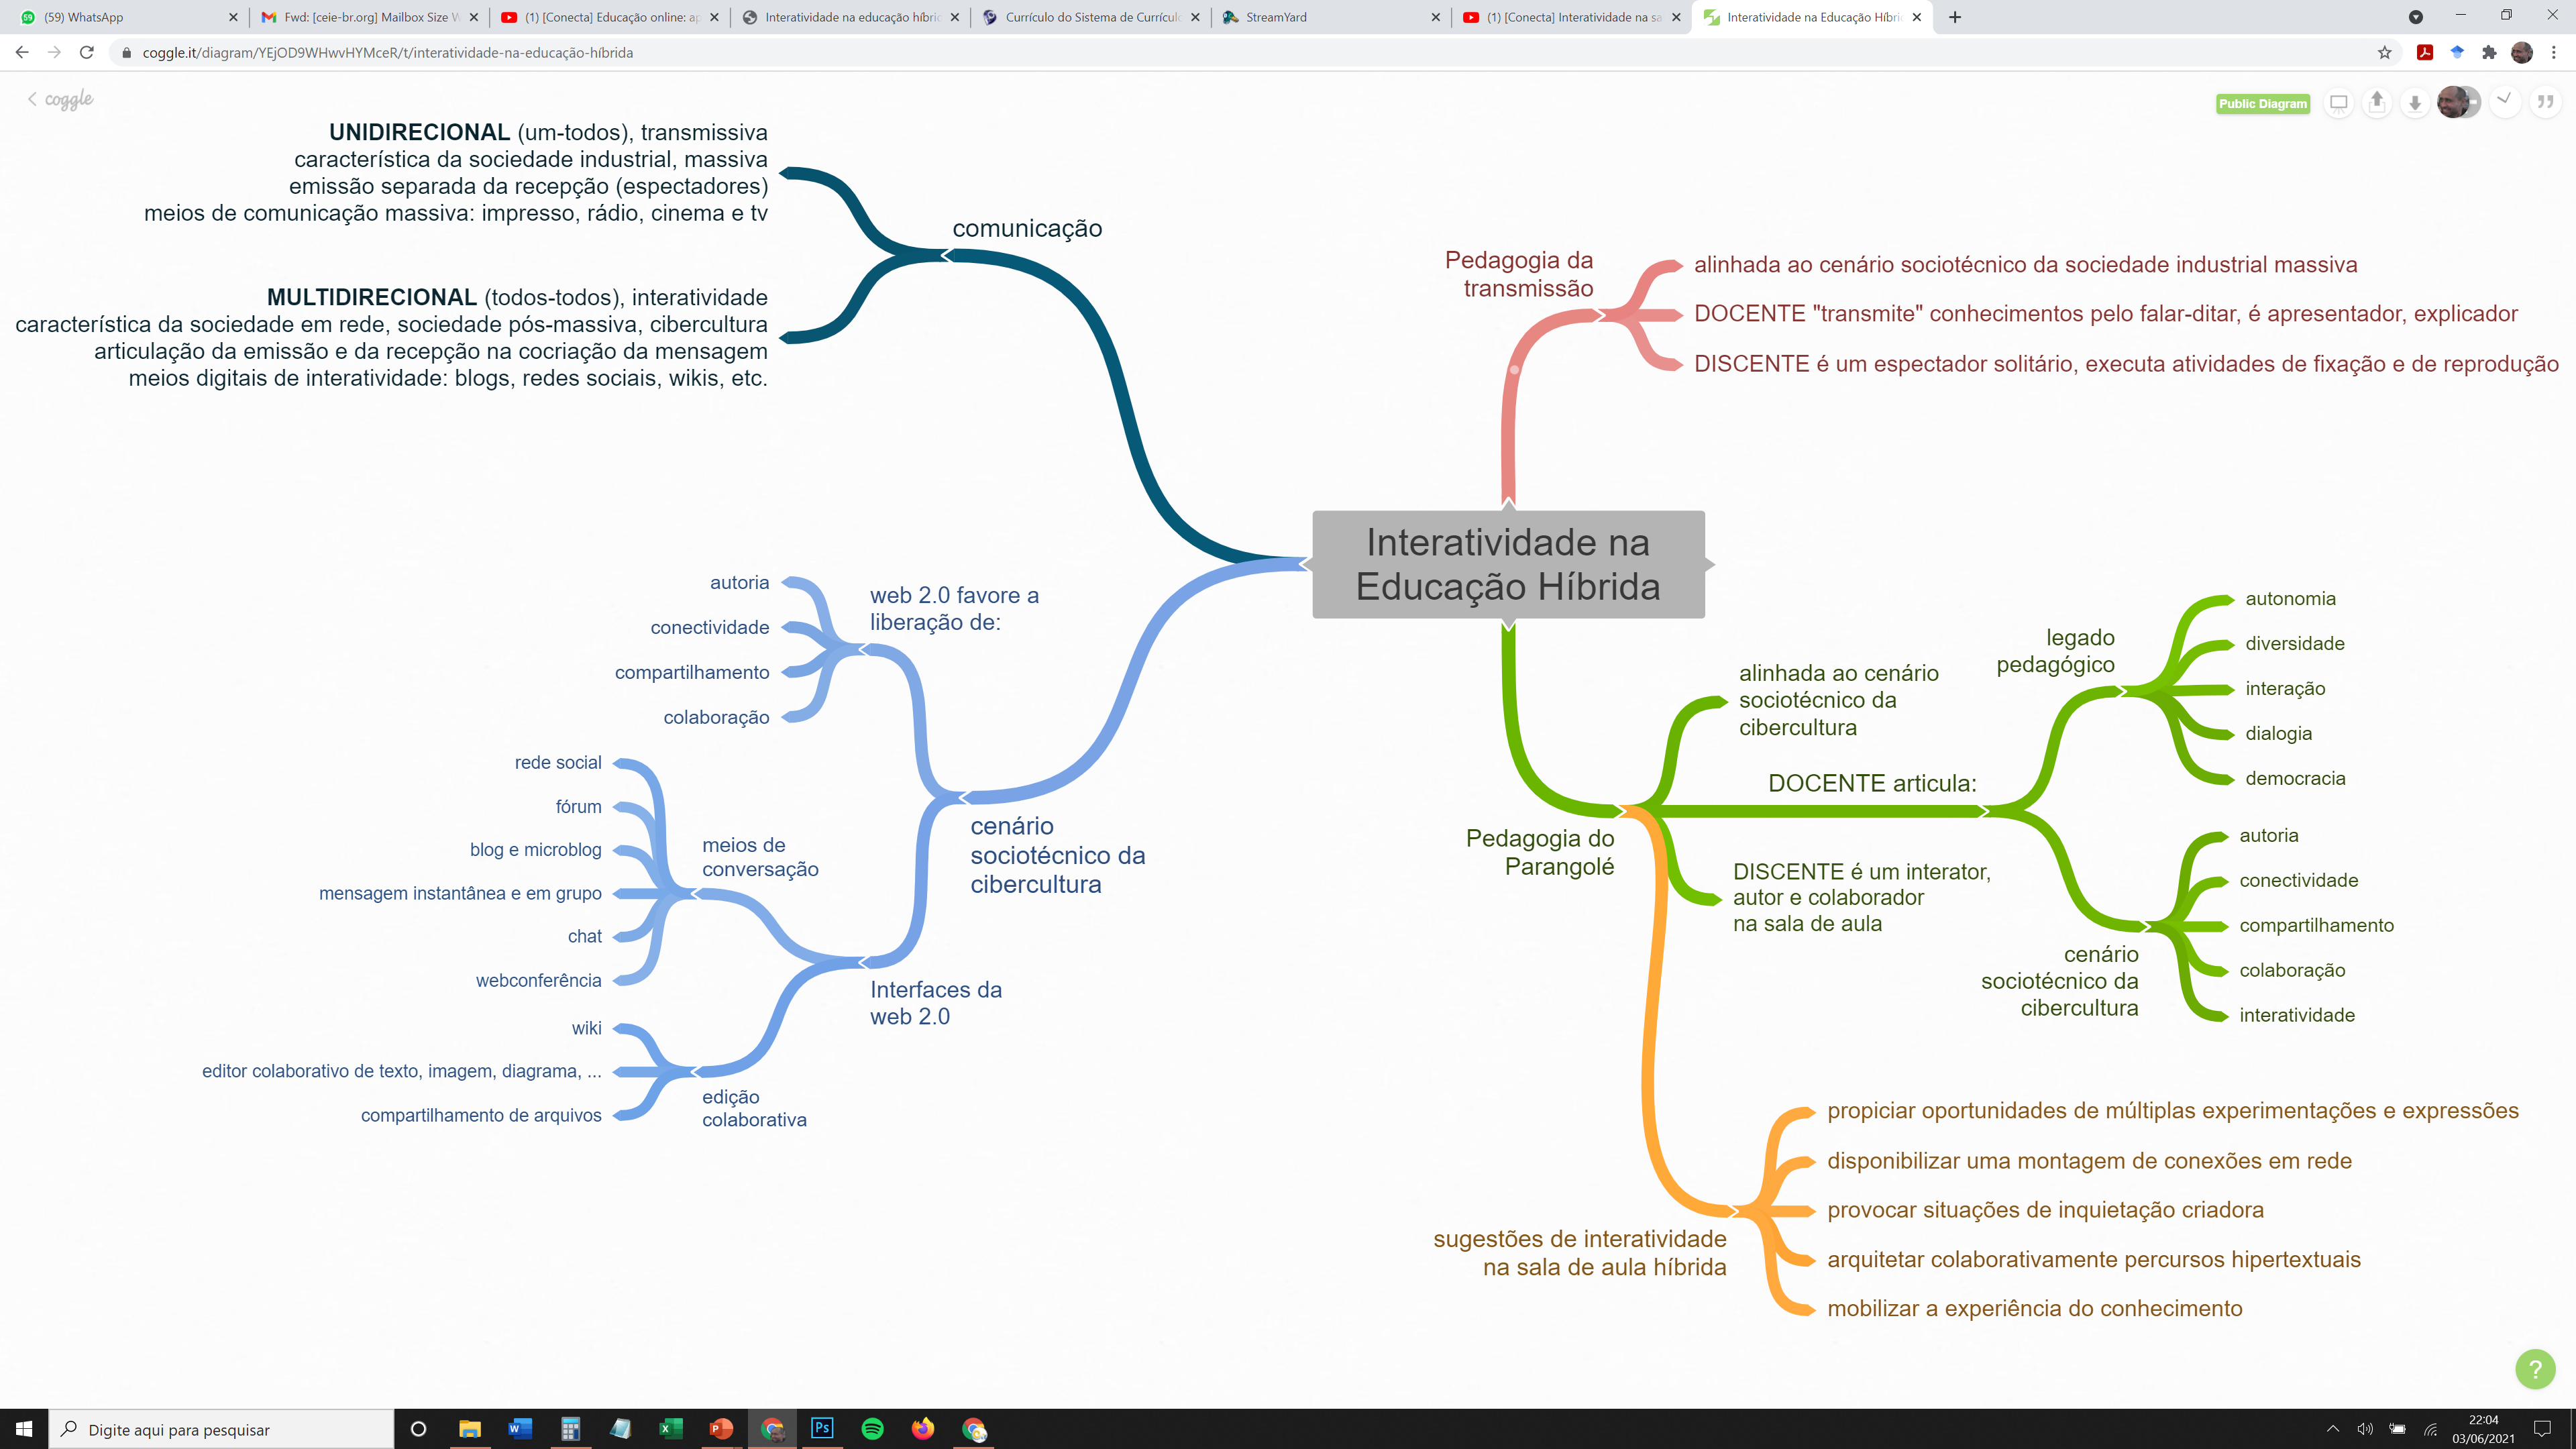 (59) WhatsApp
Fwd: [ceie-br.org] Mailbox Size W
(1) [Conecta] Educação online: ap
Interatividade na educação híbrid
Currículo do Sistema de Currículo
StreamYard
(1) [Conecta] Interatividade na sa
Interatividade na Educação Híbri
coggle.it/diagram/YEjOD9WHwvHYMceR/t/interatividade-na-educação-híbrida
coggle
Public Diagram
UNIDIRECIONAL (um-todos), transmissiva
característica da sociedade industrial, massiva
emissão separada da recepção (espectadores)
meios de comunicação massiva: impresso, rádio, cinema e tv
comunicação
MULTIDIRECIONAL (todos-todos), interatividade
característica da sociedade em rede, sociedade pós-massiva, cibercultura
articulação da emissão e da recepção na cocriação da mensagem
meios digitais de interatividade: blogs, redes sociais, wikis, etc.
Pedagogia da
transmissão
alinhada ao cenário sociotécnico da sociedade industrial massiva
DOCENTE "transmite" conhecimentos pelo falar-ditar, é apresentador, explicador
DISCENTE é um espectador solitário, executa atividades de fixação e de reprodução
Interatividade na
Educação Híbrida
web 2.0 favore a
liberação de:
autoria
conectividade
compartilhamento
colaboração
cenário
sociotécnico da
cibercultura
meios de
conversação
rede social
fórum
blog e microblog
mensagem instantânea e em grupo
chat
webconferência
Interfaces da
web 2.0
wiki
editor colaborativo de texto, imagem, diagrama, ...
compartilhamento de arquivos
edição
colaborativa
Pedagogia do
Parangolé
alinhada ao cenário
sociotécnico da
cibercultura
DOCENTE articula:
legado
pedagógico
autonomia
diversidade
interação
dialogia
democracia
cenário
sociotécnico da
cibercultura
autoria
conectividade
compartilhamento
colaboração
interatividade
DISCENTE é um interator,
autor e colaborador
na sala de aula
sugestões de interatividade
na sala de aula híbrida
propiciar oportunidades de múltiplas experimentações e expressões
disponibilizar uma montagem de conexões em rede
provocar situações de inquietação criadora
arquitetar colaborativamente percursos hipertextuais
mobilizar a experiência do conhecimento
?
Digite aqui para pesquisar
22:04
03/06/2021